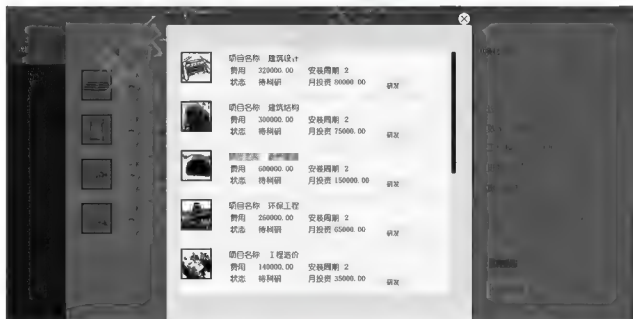 项目名称 建筑设计
费用 320000.00 安装周期 2
状态 待科研 月投资 80000.00
研发
项目名称 建筑结构
费用 300000.00 安装周期 2
状态 待科研 月投资 75000.00
研发
费用 600000.00 安装周期 2
状态 待科研 月投资 150000.00
研发
项目名称 环保工程
费用 260000.00 安装周期 2
状态 待科研 月投资 65000.00
研发
项目名称 工程造价
费用 140000.00 安装周期 2
状态 待科研 月投资 35000.00
研发